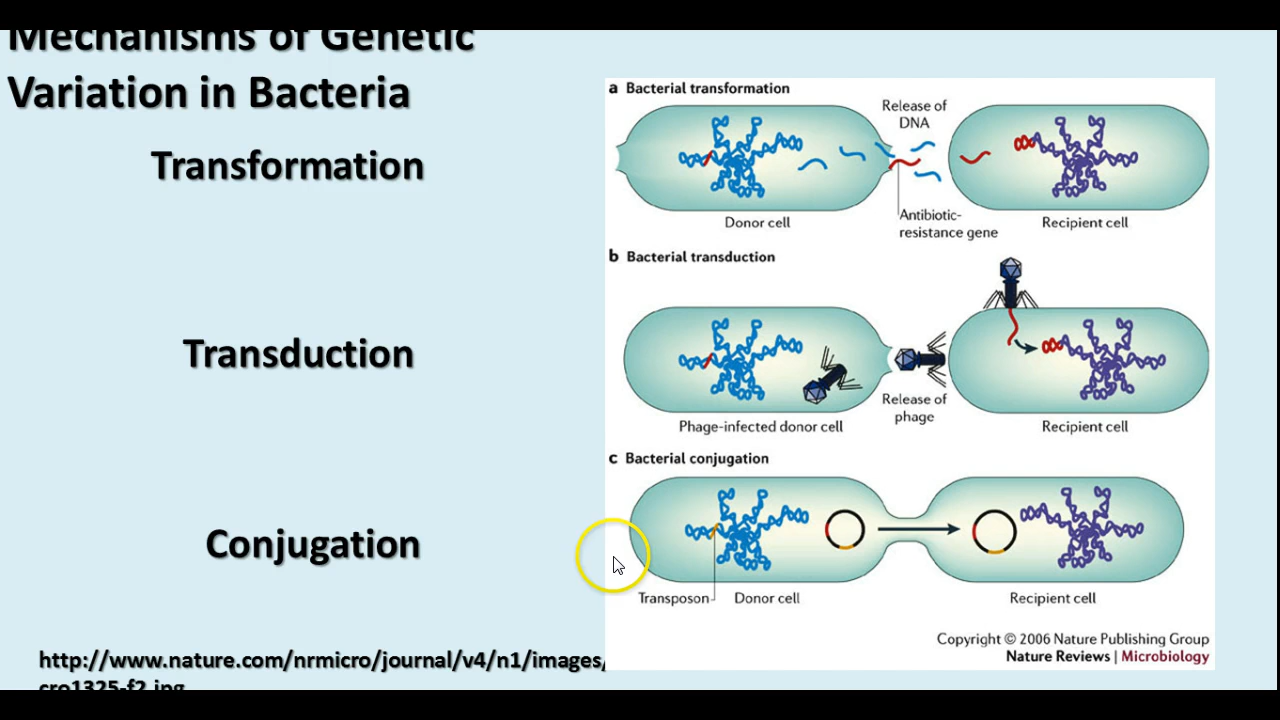 Mechanisms of Genetic
Variation in Bacteria
Transformation
Transduction
Conjugation
http://www.nature.com/nrmicro/journal/v4/n1/images/
cro1325-f2.jpg
a Bacterial transformation
Release of
DNA
Donor cell
Antibiotic-
resistance gene
Recipient cell
b Bacterial transduction
Phage-infected donor cell
Release of
phage
Recipient cell
c Bacterial conjugation
Transposon
Donor cell
Recipient cell
Copyright © 2006 Nature Publishing Group
Nature Reviews | Microbiology